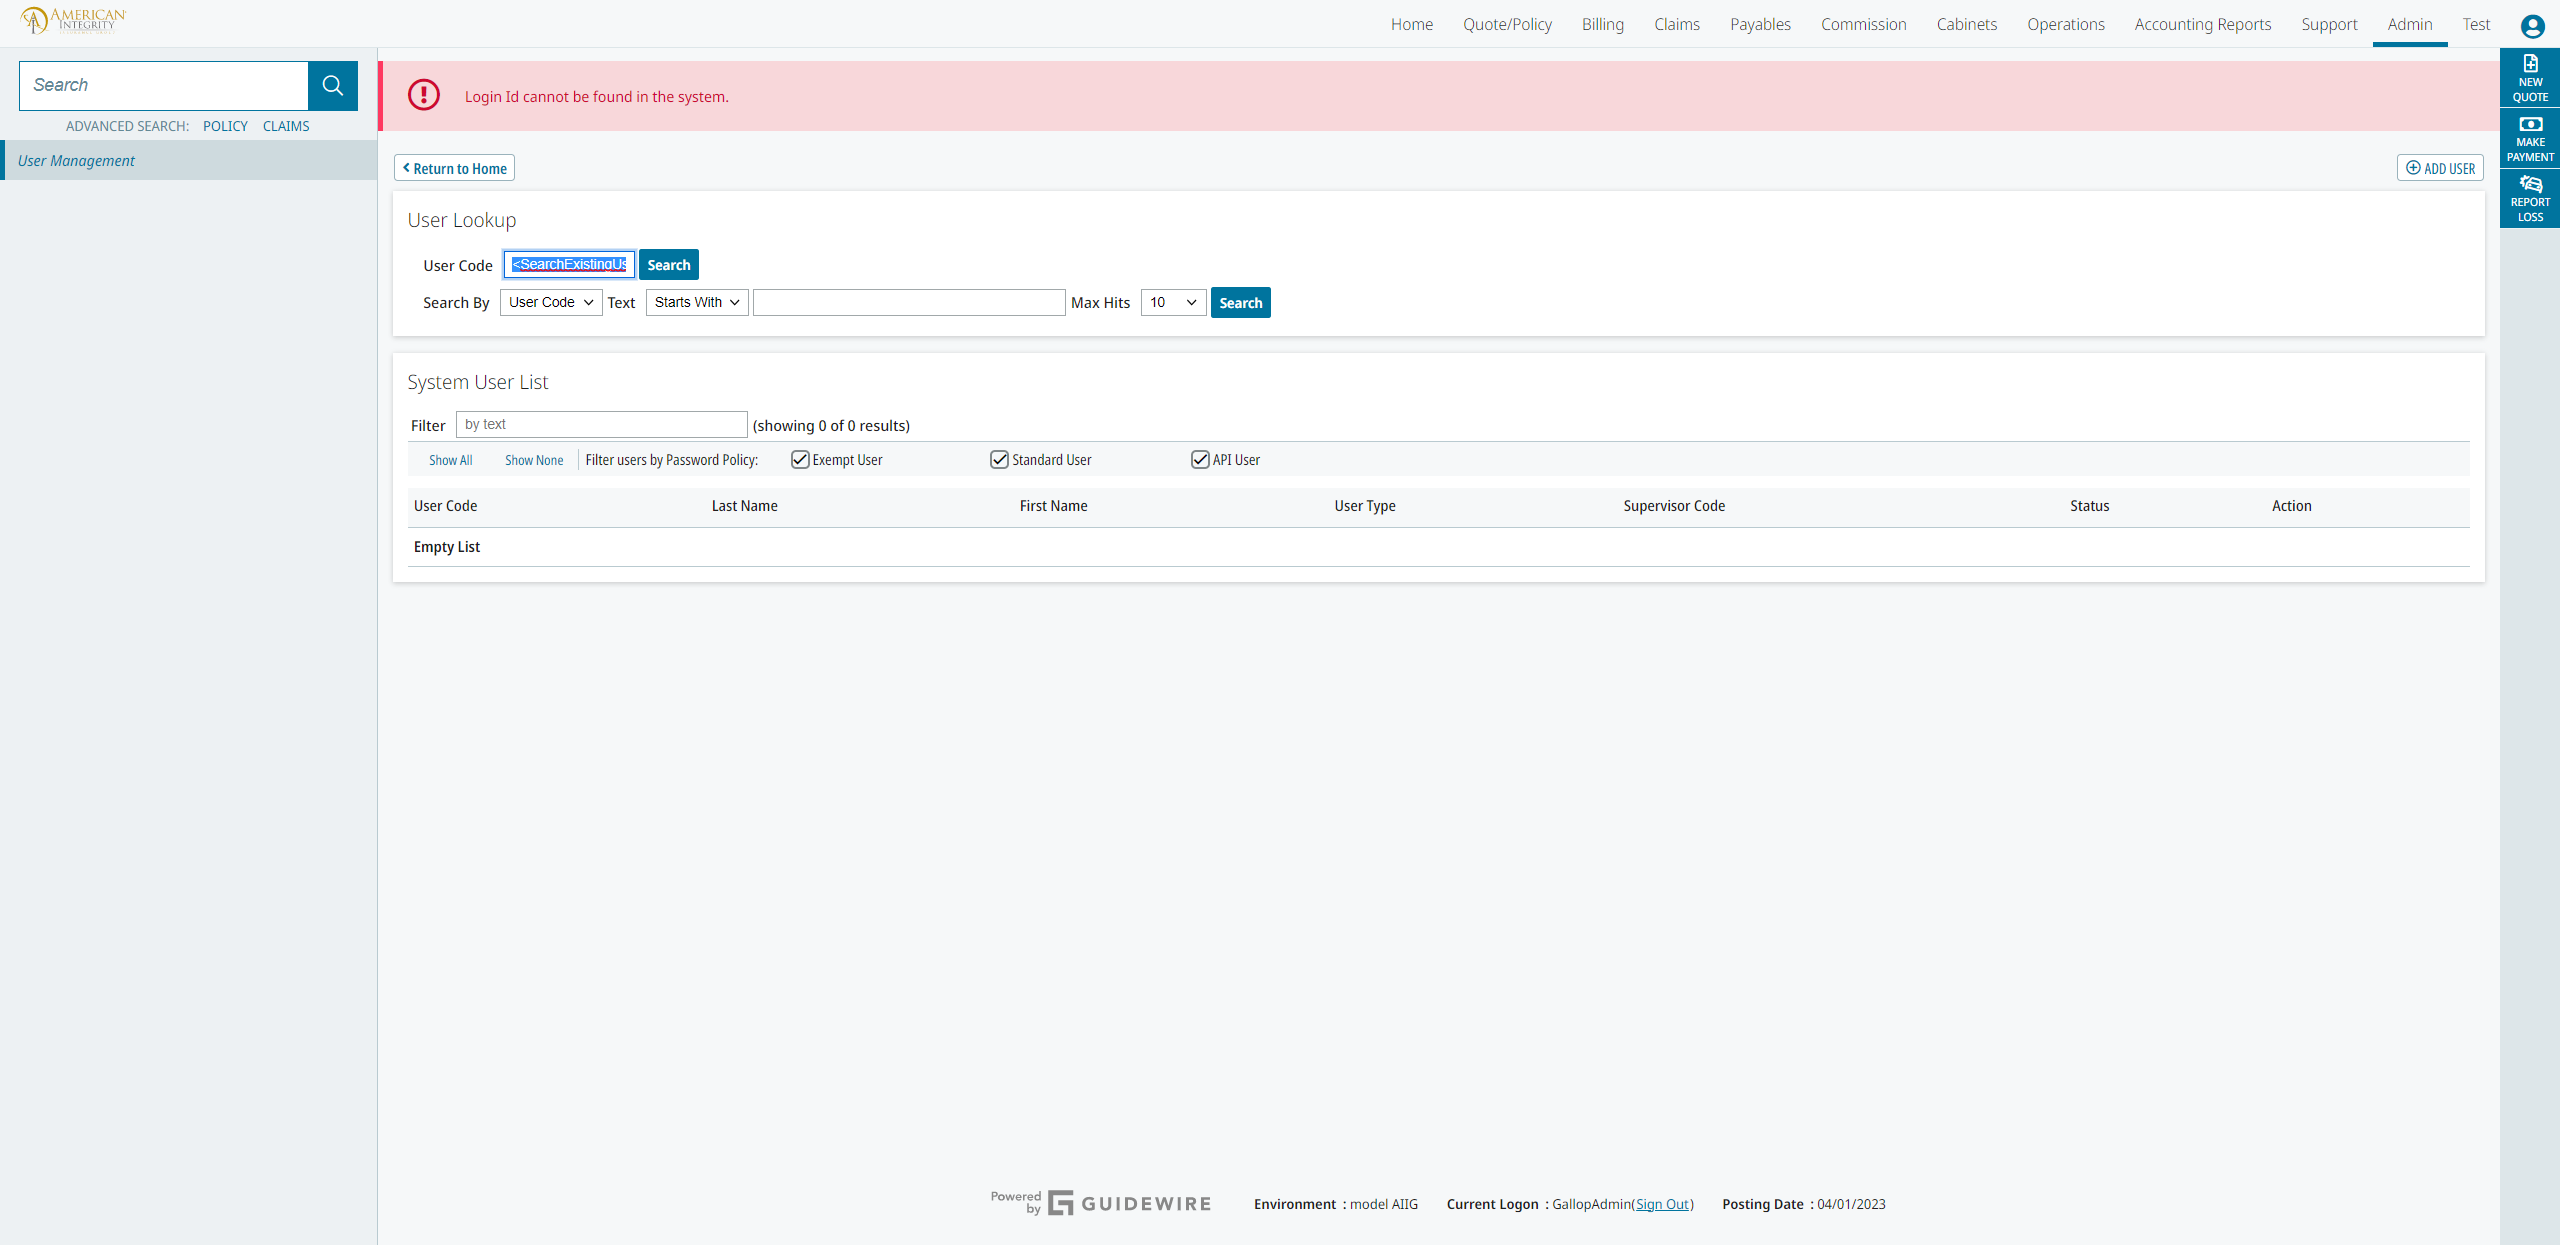 AMERICAN
INTEGRITY
Home Quote/Policy Billing Claims Payables Commission Cabinets Operations Accounting Reports Support Admin Test
Search
ADVANCED SEARCH: POLICY CLAIMS
User Management
Login Id cannot be found in the system.
NEW
QUOTE
MAKE
PAYMENT
REPORT
LOSS
Return to Home
ADD USER
User Lookup
User Code <SearchExistingUs Search
Search By User Code Text Starts With Max Hits 10 Search
System User List
Filter by text (showing 0 of 0 results)
Show All Show None Filter users by Password Policy: Exempt User Standard User API User
User Code Last Name First Name User Type Supervisor Code Status Action
Empty List
Powered
by GUIDEWIRE
Environment : model AIIG Current Logon : GallopAdmin(Sign Out) Posting Date : 04/01/2023